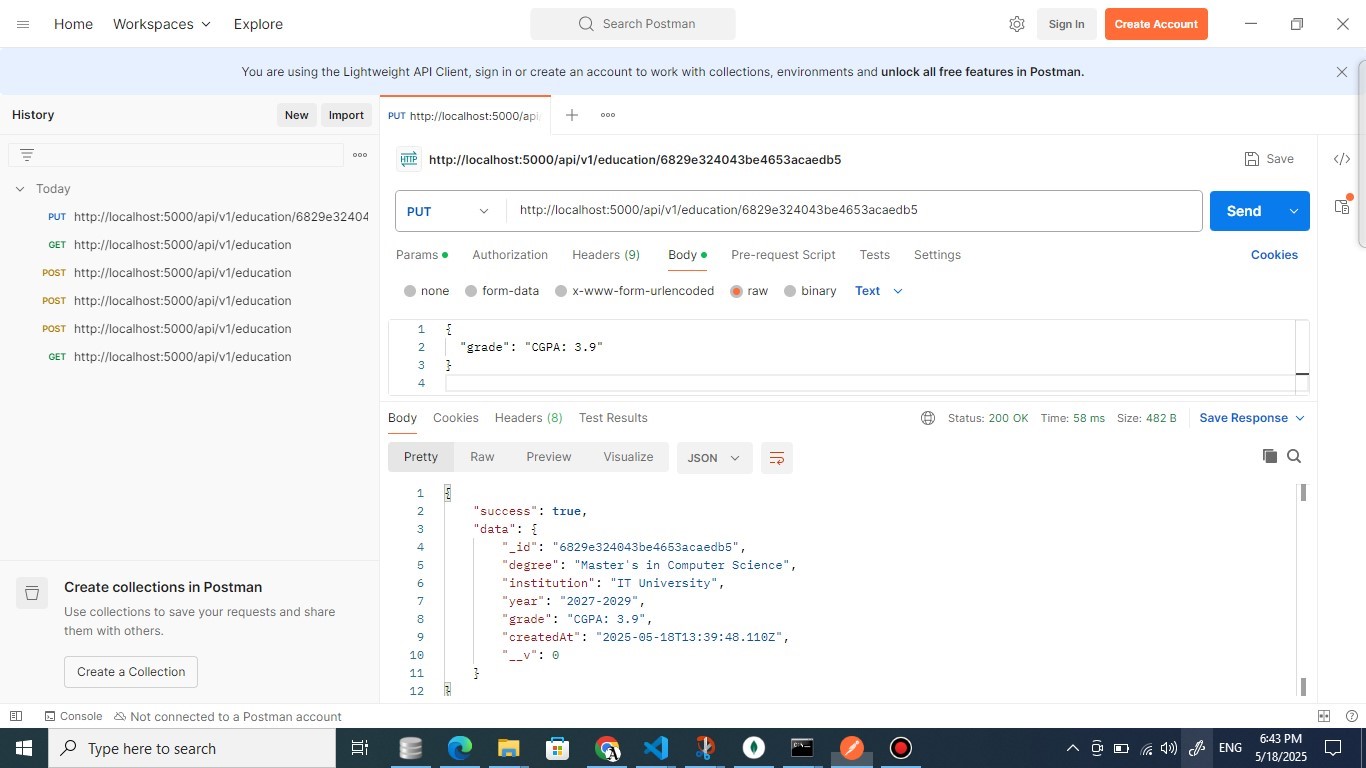 Home Workspaces Explore Search Postman Sign In Create Account
You are using the Lightweight API Client, sign in or create an account to work with collections, environments and unlock all free features in Postman.
History New Import
PUT http://localhost:5000/api
Today
PUT http://localhost:5000/api/v1/education/6829e32404
GET http://localhost:5000/api/v1/education
POST http://localhost:5000/api/v1/education
POST http://localhost:5000/api/v1/education
POST http://localhost:5000/api/v1/education
GET http://localhost:5000/api/v1/education
Create collections in Postman
Use collections to save your requests and share
them with others.
Create a Collection
HTTP http://localhost:5000/api/v1/education/6829e324043be4653acaedb5 Save
PUT http://localhost:5000/api/v1/education/6829e324043be4653acaedb5 Send
Params Authorization Headers (9) Body Pre-request Script Tests Settings Cookies
none form-data x-www-form-urlencoded raw binary Text
1 {
2 "grade": "CGPA: 3.9"
3 }
4
Body Cookies Headers (8) Test Results Status: 200 OK Time: 58 ms Size: 482 B Save Response
Pretty Raw Preview Visualize JSON
1 {
2 "success": true,
3 "data": {
4 "_id": "6829e324043be4653acaedb5",
5 "degree": "Master's in Computer Science",
6 "institution": "IT University",
7 "year": "2027-2029",
8 "grade": "CGPA: 3.9",
9 "createdAt": "2025-05-18T13:39:48.110Z",
10 "__v": 0
11 }
12 }
Console Not connected to a Postman account
Type here to search ENG 6:43 PM
5/18/2025